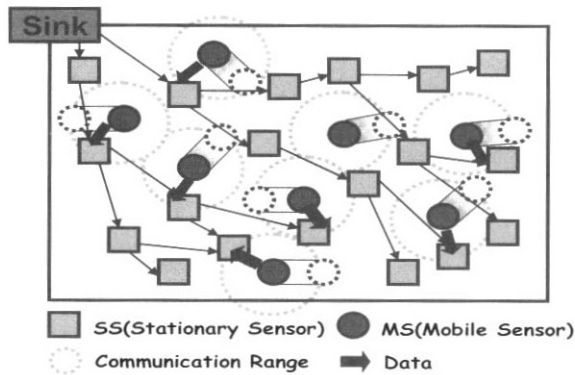 Sink
SS(Stationary Sensor)
MS(Mobile Sensor)
Communication Range
Data